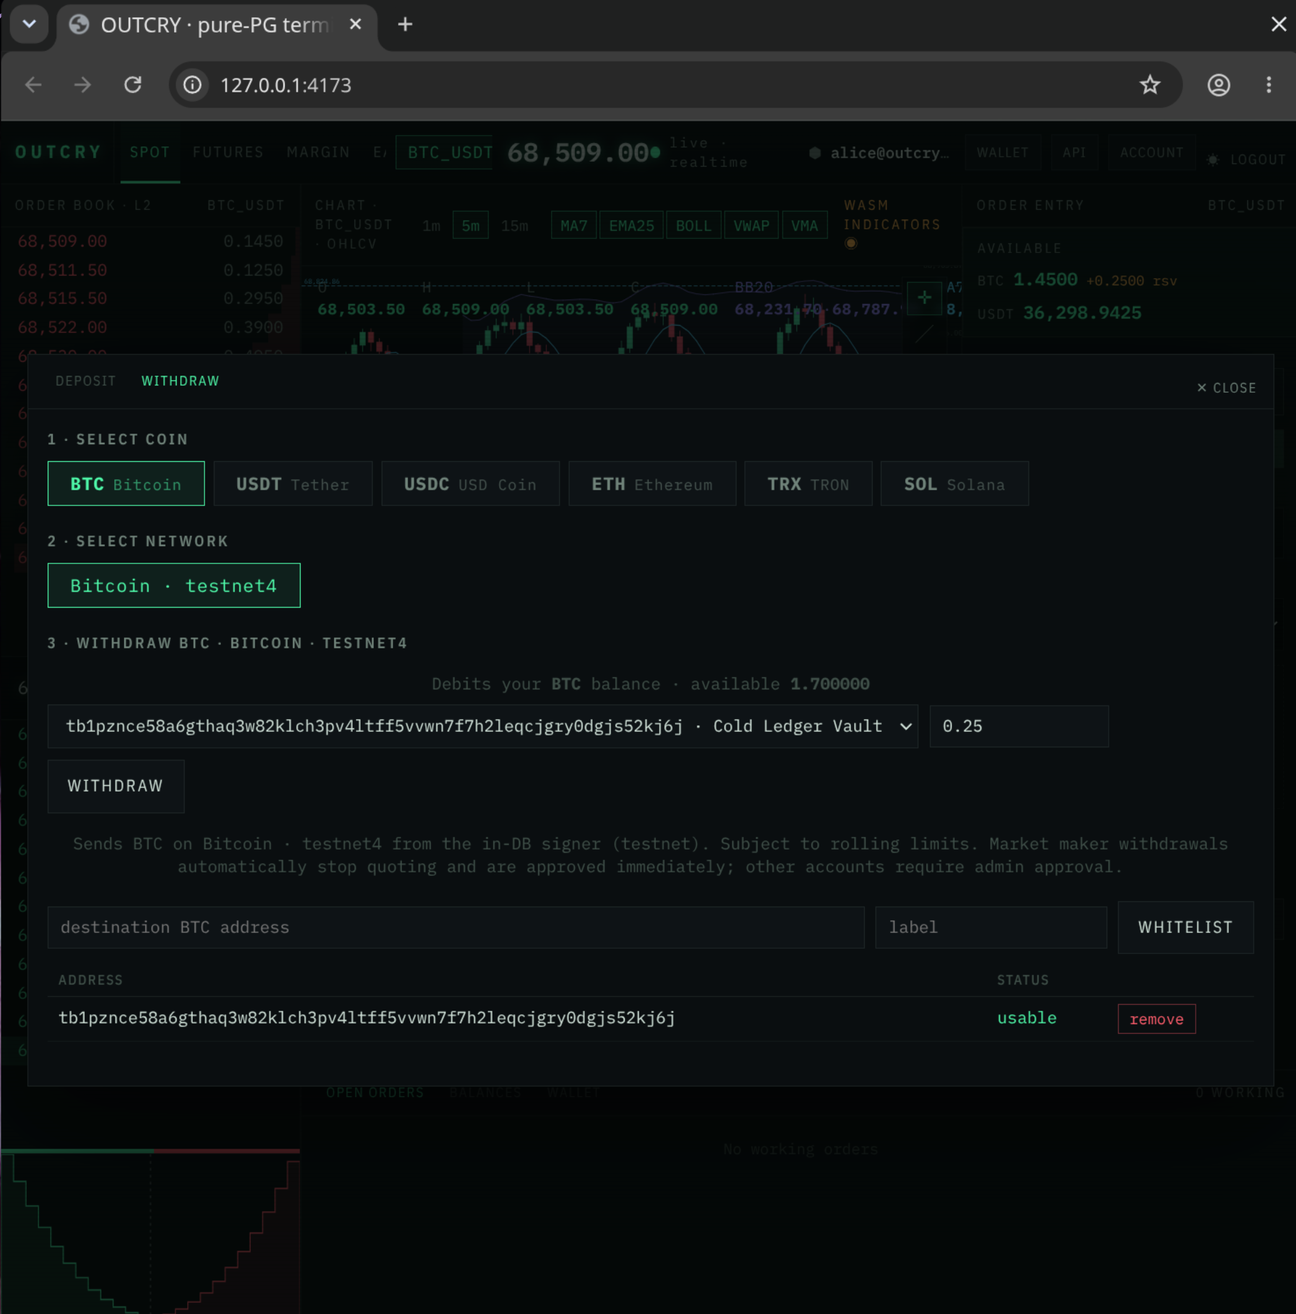 OUTCRY · pure-PG term
127.0.0.1:4173
OUTCRY SPOT FUTURES MARGIN BTC_USDT 68,509.00 live · realtime alice@outcry… WALLET API ACCOUNT LOGOUT
ORDER BOOK · L2 BTC_USDT
68,509.00 0.1450
68,511.50 0.1250
68,515.50 0.2950
68,522.00 0.3900
CHART · BTC_USDT · OHLCV 1m 5m 15m MA7 EMA25 BOLL VWAP VMA WASM INDICATORS
O H L C BB20
68,503.50 68,509.00 68,503.50 68,509.00
ORDER ENTRY BTC_USDT
AVAILABLE
BTC 1.4500 +0.2500 rsv
USDT 36,298.9425
DEPOSIT WITHDRAW × CLOSE
1 · SELECT COIN
BTC Bitcoin USDT Tether USDC USD Coin ETH Ethereum TRX TRON SOL Solana
2 · SELECT NETWORK
Bitcoin · testnet4
3 · WITHDRAW BTC · BITCOIN · TESTNET4
Debits your BTC balance · available 1.700000
tb1pznce58a6gthaq3w82klch3pv4ltff5vvwn7f7h2leqcjgry0dgjs52kj6j · Cold Ledger Vault 0.25
WITHDRAW
Sends BTC on Bitcoin · testnet4 from the in-DB signer (testnet). Subject to rolling limits. Market maker withdrawals
automatically stop quoting and are approved immediately; other accounts require admin approval.
destination BTC address label WHITELIST
ADDRESS STATUS
tb1pznce58a6gthaq3w82klch3pv4ltff5vvwn7f7h2leqcjgry0dgjs52kj6j usable remove
OPEN ORDERS BALANCES WALLET 0 WORKING
No working orders